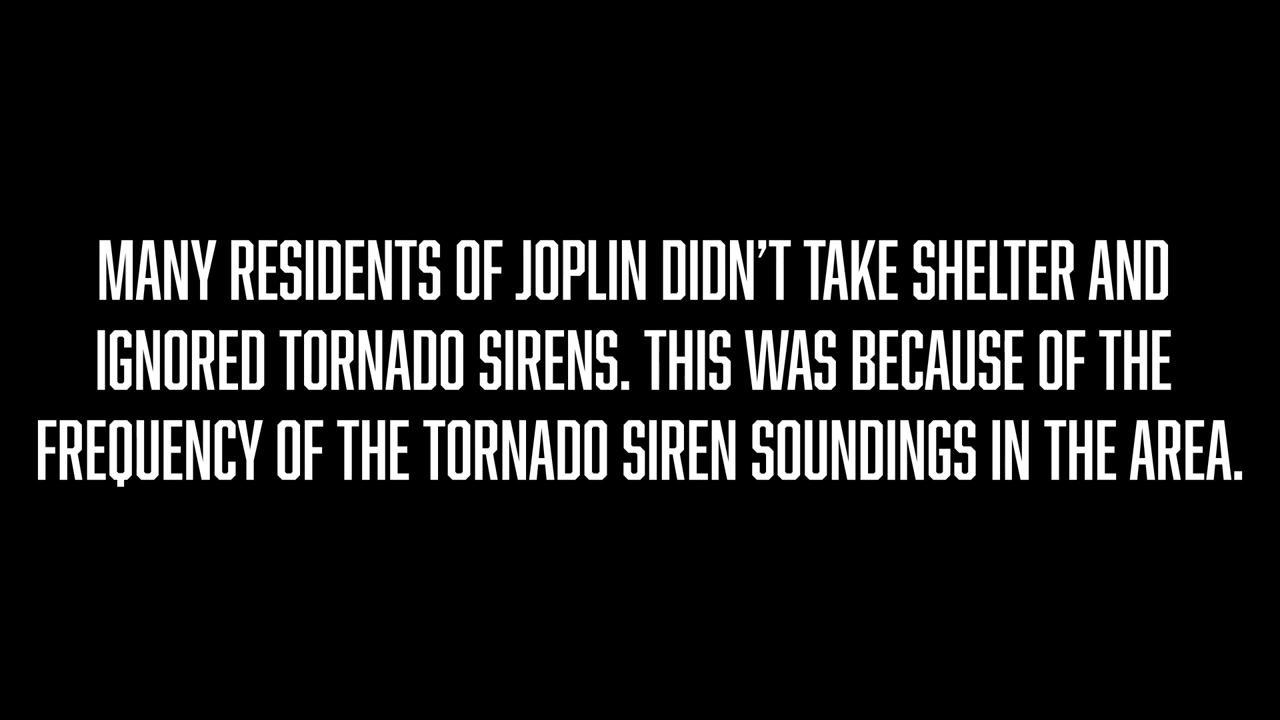 MANY RESIDENTS OF JOPLIN DIDN'T TAKE SHELTER AND
IGNORED TORNADO SIRENS. THIS WAS BECAUSE OF THE
FREQUENCY OF THE TORNADO SIREN SOUNDINGS IN THE AREA.